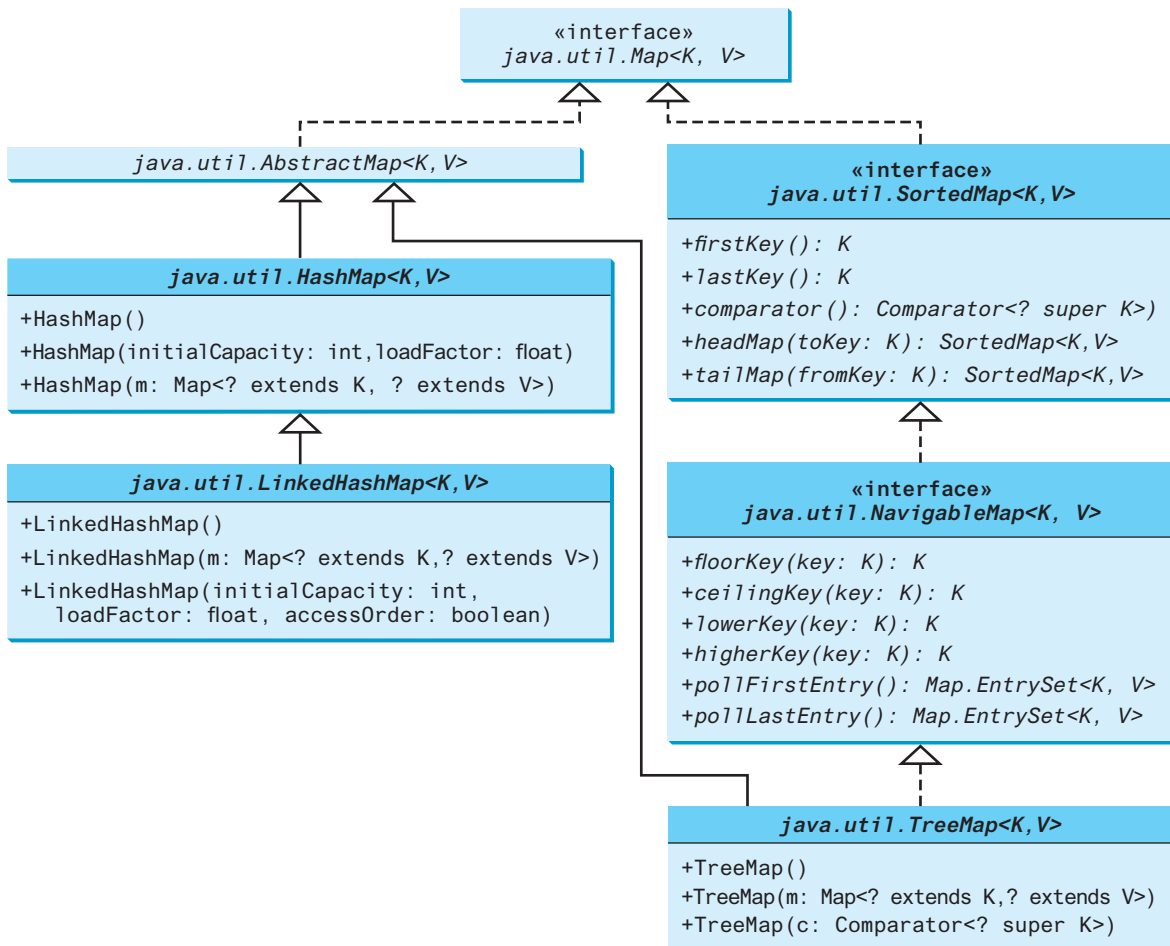 «interface»
java.util.Map<K, V>
java.util.AbstractMap<K,V>
java.util.HashMap<K,V>
+HashMap()
+HashMap(initialCapacity: int,loadFactor: float)
+HashMap(m: Map<? extends K, ? extends V>)
java.util.LinkedHashMap<K,V>
+LinkedHashMap()
+LinkedHashMap(m: Map<? extends K,? extends V>)
+LinkedHashMap(initialCapacity: int,
loadFactor: float, accessOrder: boolean)
«interface»
java.util.SortedMap<K,V>
+firstKey(): K
+lastKey(): K
+comparator(): Comparator<? super K>)
+headMap(toKey: K): SortedMap<K,V>
+tailMap(fromKey: K): SortedMap<K,V>
«interface»
java.util.NavigableMap<K, V>
+floorKey(key: K): K
+ceilingKey(key: K): K
+lowerKey(key: K): K
+higherKey(key: K): K
+pollFirstEntry(): Map.EntrySet<K, V>
+pollLastEntry(): Map.EntrySet<K, V>
java.util.TreeMap<K,V>
+TreeMap()
+TreeMap(m: Map<? extends K,? extends V>)
+TreeMap(c: Comparator<? super K>)